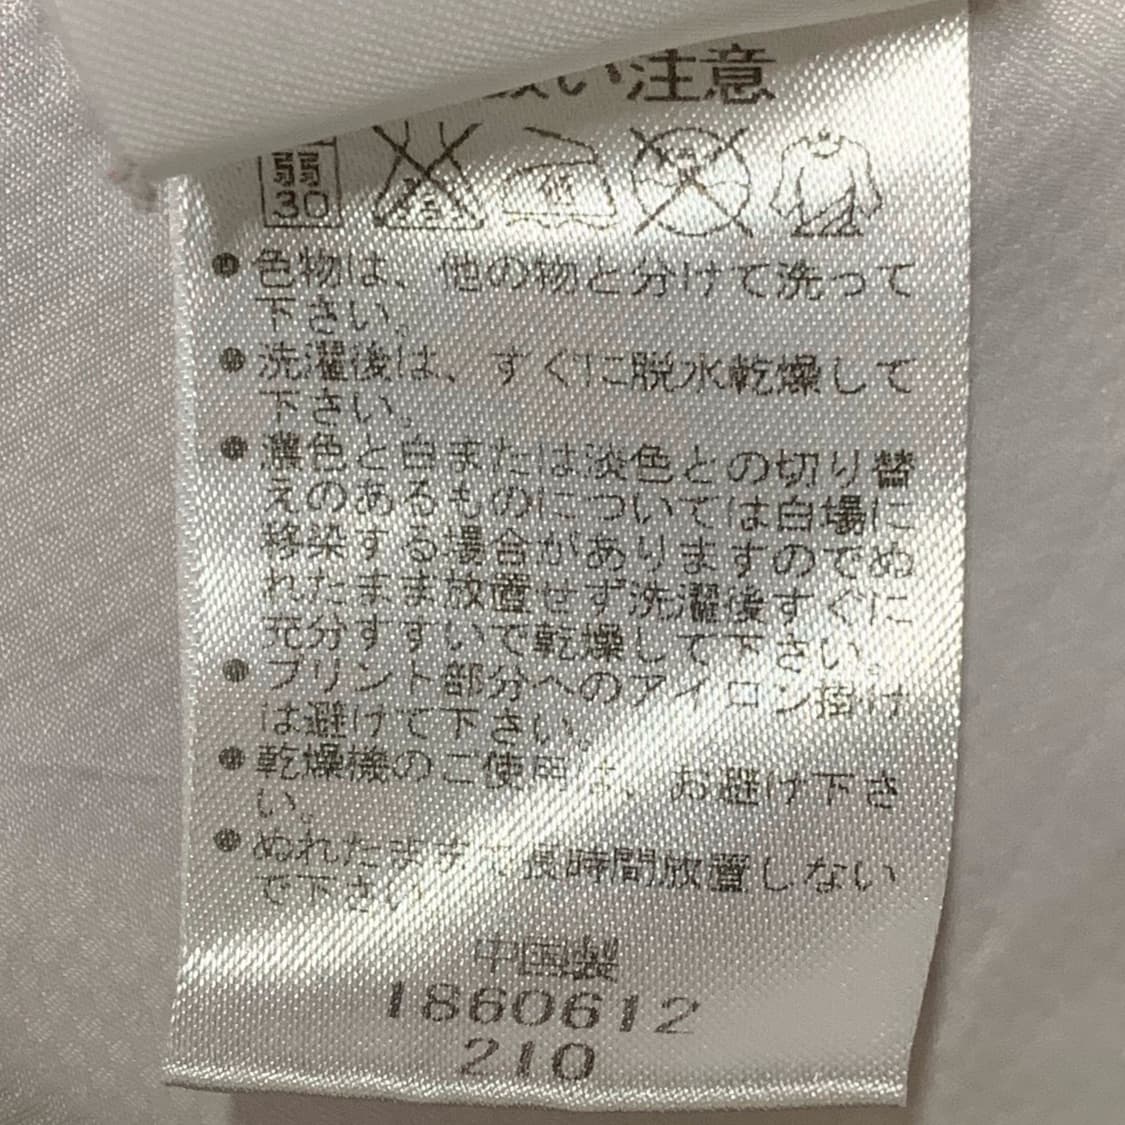 扱い注意
30
低
●色物は、他の物と分けて洗って
下さい。
●洗濯後は、すぐに脱水乾燥して
下さい。
●濃色と白または淡色との切り替
えのあるものについては白場に
移染する場合がありますのでぬ
れたまま放置せず洗濯後すぐに
充分すすいで乾燥して下さい。
●プリント部分へのアイロン掛け
は避けて下さい。
●乾燥機のご使用は、お避け下さ
い。
●ぬれたままで長時間放置しない
で下さい
中国製
1860612
210